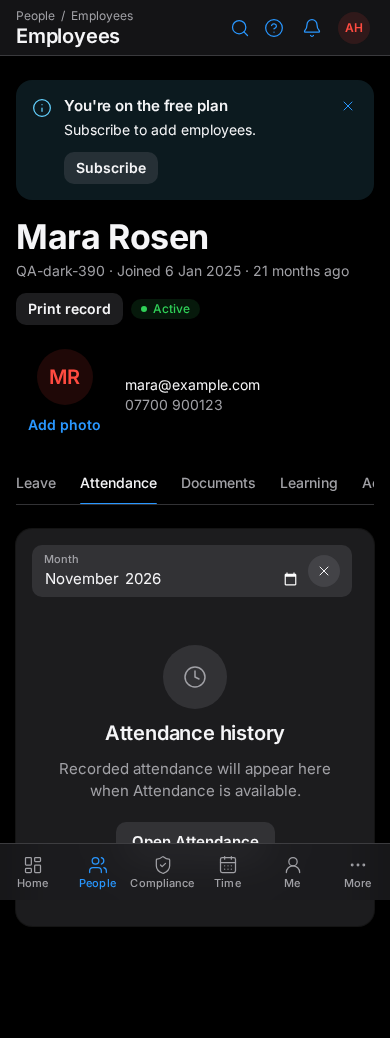 People / Employees
Employees
AH
You're on the free plan
Subscribe to add employees.
Subscribe
Mara Rosen
QA-dark-390 · Joined 6 Jan 2025 · 21 months ago
Print record
Active
MR
mara@example.com
07700 900123
Add photo
Leave Attendance Documents Learning
Month
November 2026
Attendance history
Recorded attendance will appear here
when Attendance is available.
Open Attendance
Home People Compliance Time Me More